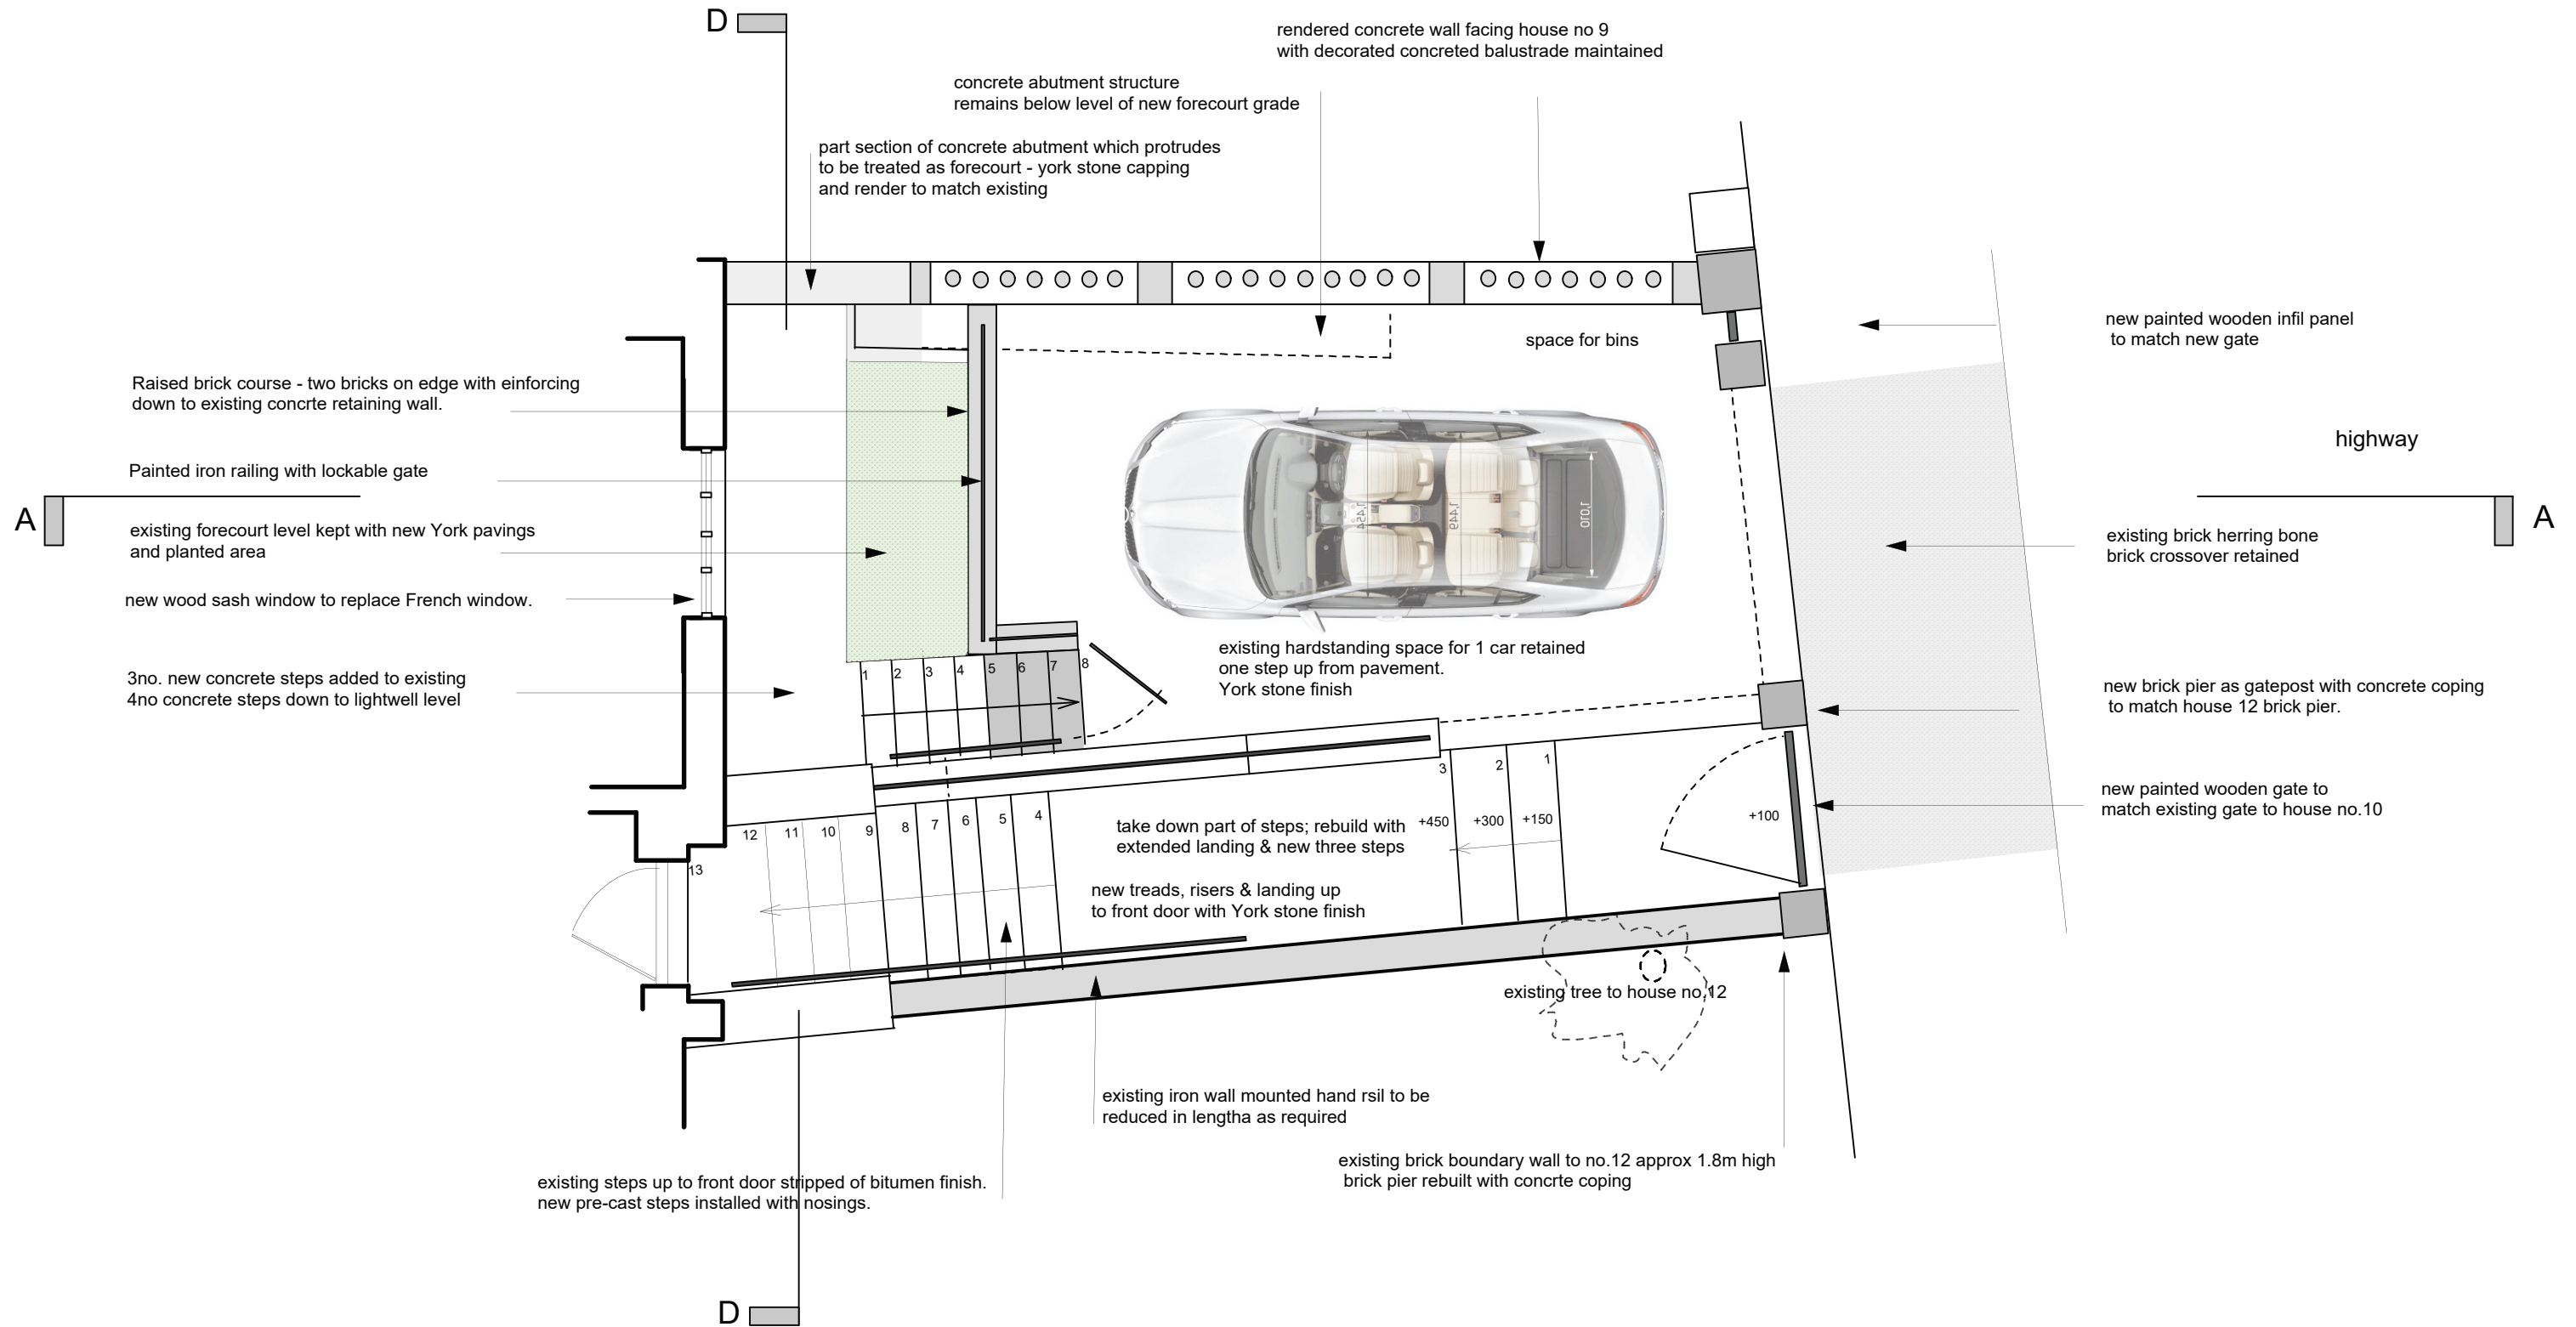 D
rendered concrete wall facing house no 9
with decorated concreted balustrade maintained
concrete abutment structure
remains below level of new forecourt grade
part section of concrete abutment which protrudes
to be treated as forecourt - york stone capping
and render to match existing
new painted wooden infil panel
to match new gate
space for bins
Raised brick course - two bricks on edge with einforcing
down to existing concrte retaining wall.
highway
Painted iron railing with lockable gate
A
A
existing forecourt level kept with new York pavings
and planted area
existing brick herring bone
brick crossover retained
1,454
1,449
1,010
new wood sash window to replace French window.
existing hardstanding space for 1 car retained
one step up from pavement.
York stone finish
3no. new concrete steps added to existing
4no concrete steps down to lightwell level
1 2 3 4 5 6 7 8
new brick pier as gatepost with concrete coping
to match house 12 brick pier.
3 2 1
+450 +300 +150
+100
new painted wooden gate to
match existing gate to house no.10
13 12 11 10 9 8 7 6 5 4
take down part of steps; rebuild with
extended landing & new three steps
new treads, risers & landing up
to front door with York stone finish
existing tree to house no.12
existing iron wall mounted hand rsil to be
reduced in lengtha as required
existing brick boundary wall to no.12 approx 1.8m high
brick pier rebuilt with concrte coping
existing steps up to front door stripped of bitumen finish.
new pre-cast steps installed with nosings.
D